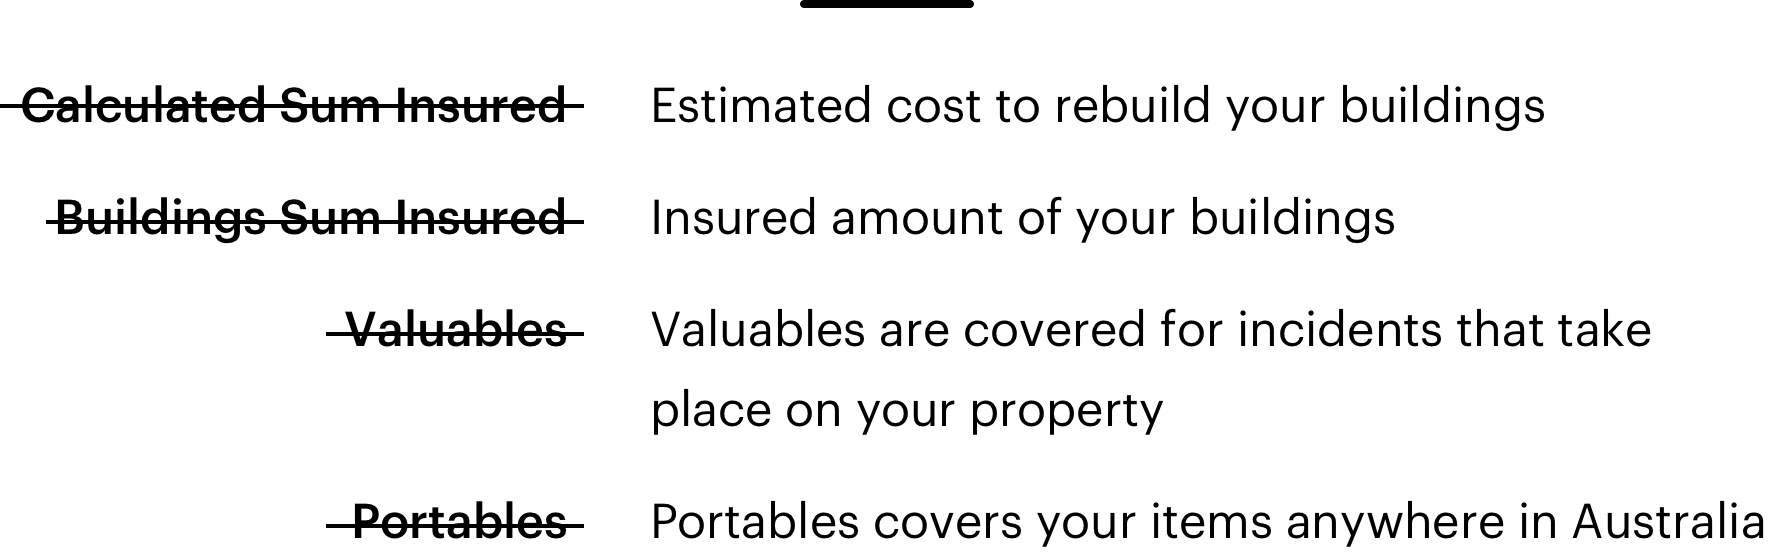 Calculated Sum Insured Estimated cost to rebuild your buildings
Buildings Sum Insured Insured amount of your buildings
Valuables Valuables are covered for incidents that take
place on your property
Portables Portables covers your items anywhere in Australia